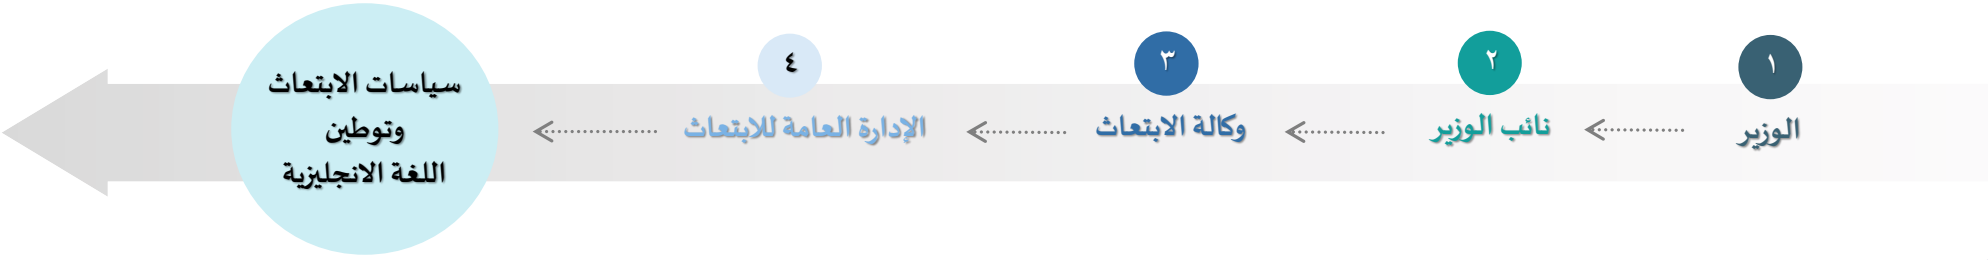 ١
الوزير
٢
نائب الوزير
٣
وكالة الابتعاث
٤
الإدارة العامة للابتعاث
سياسات الابتعاث
وتوطين
اللغة الانجليزية